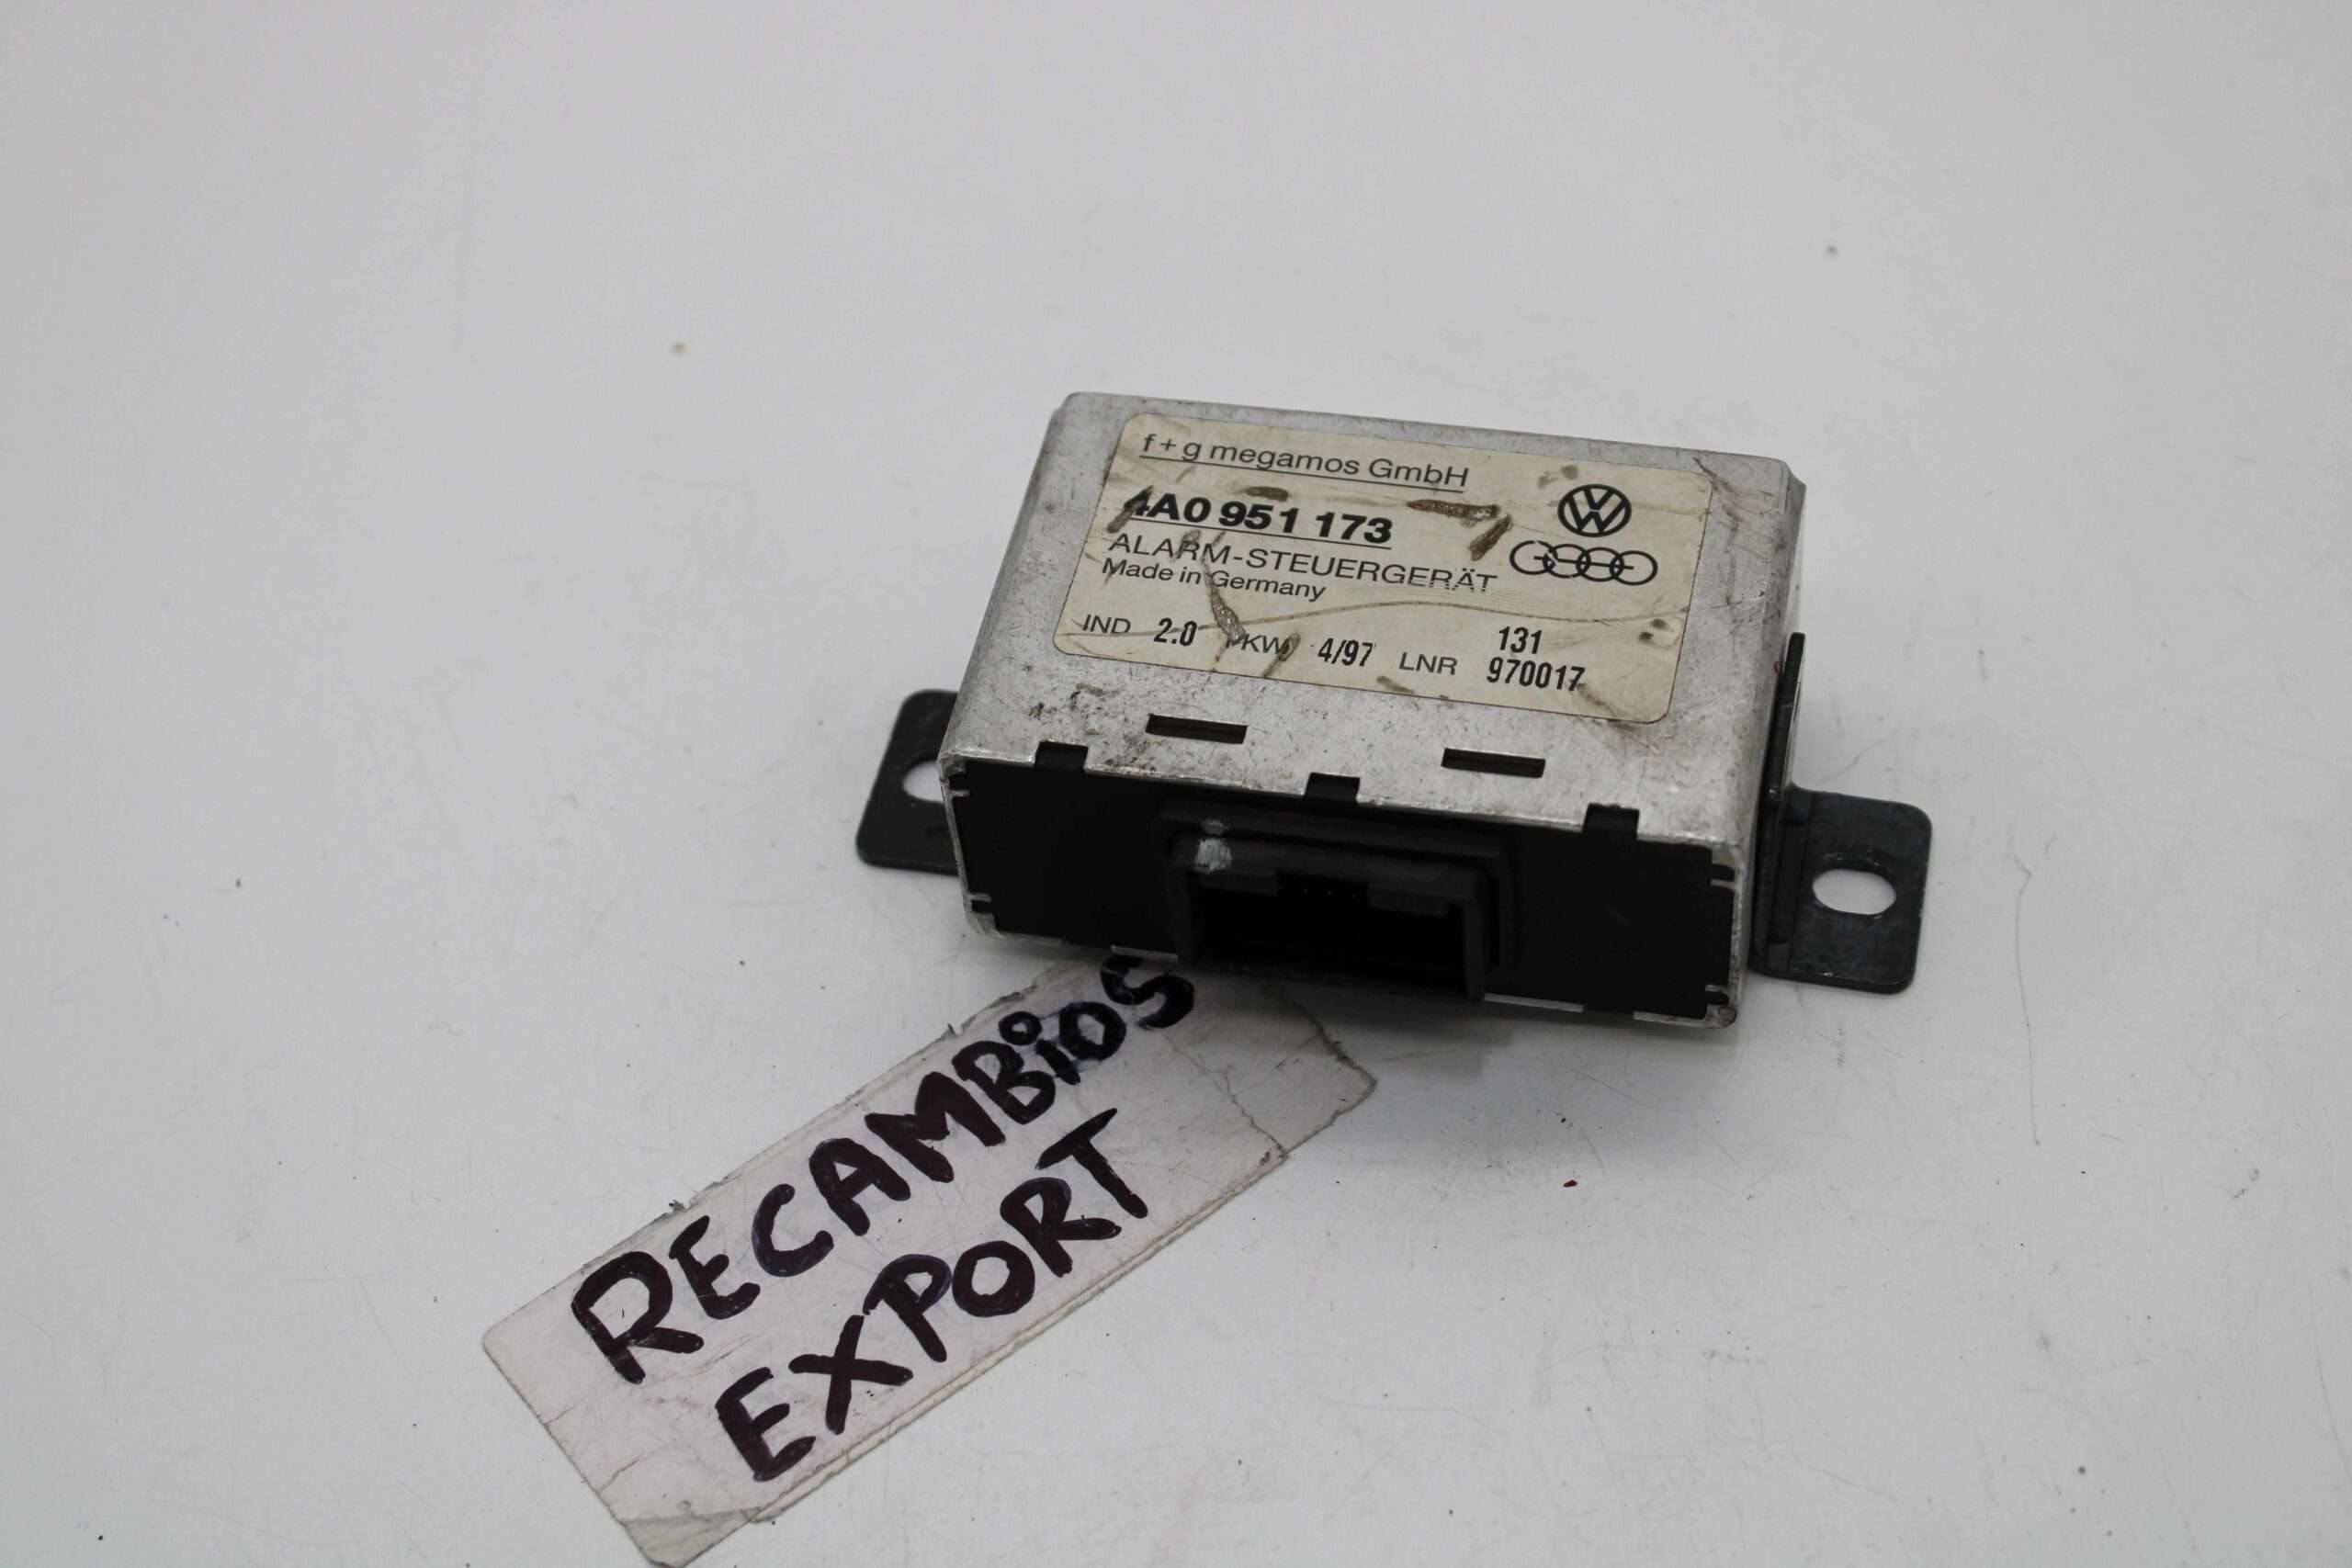 f + g megamos GmbH
4A0 951 173
ALARM-STEUERGERÄT
Made in Germany
131
IND 2.0 KW 4/97 LNR 970017
RECAMBiOS
EXPORT